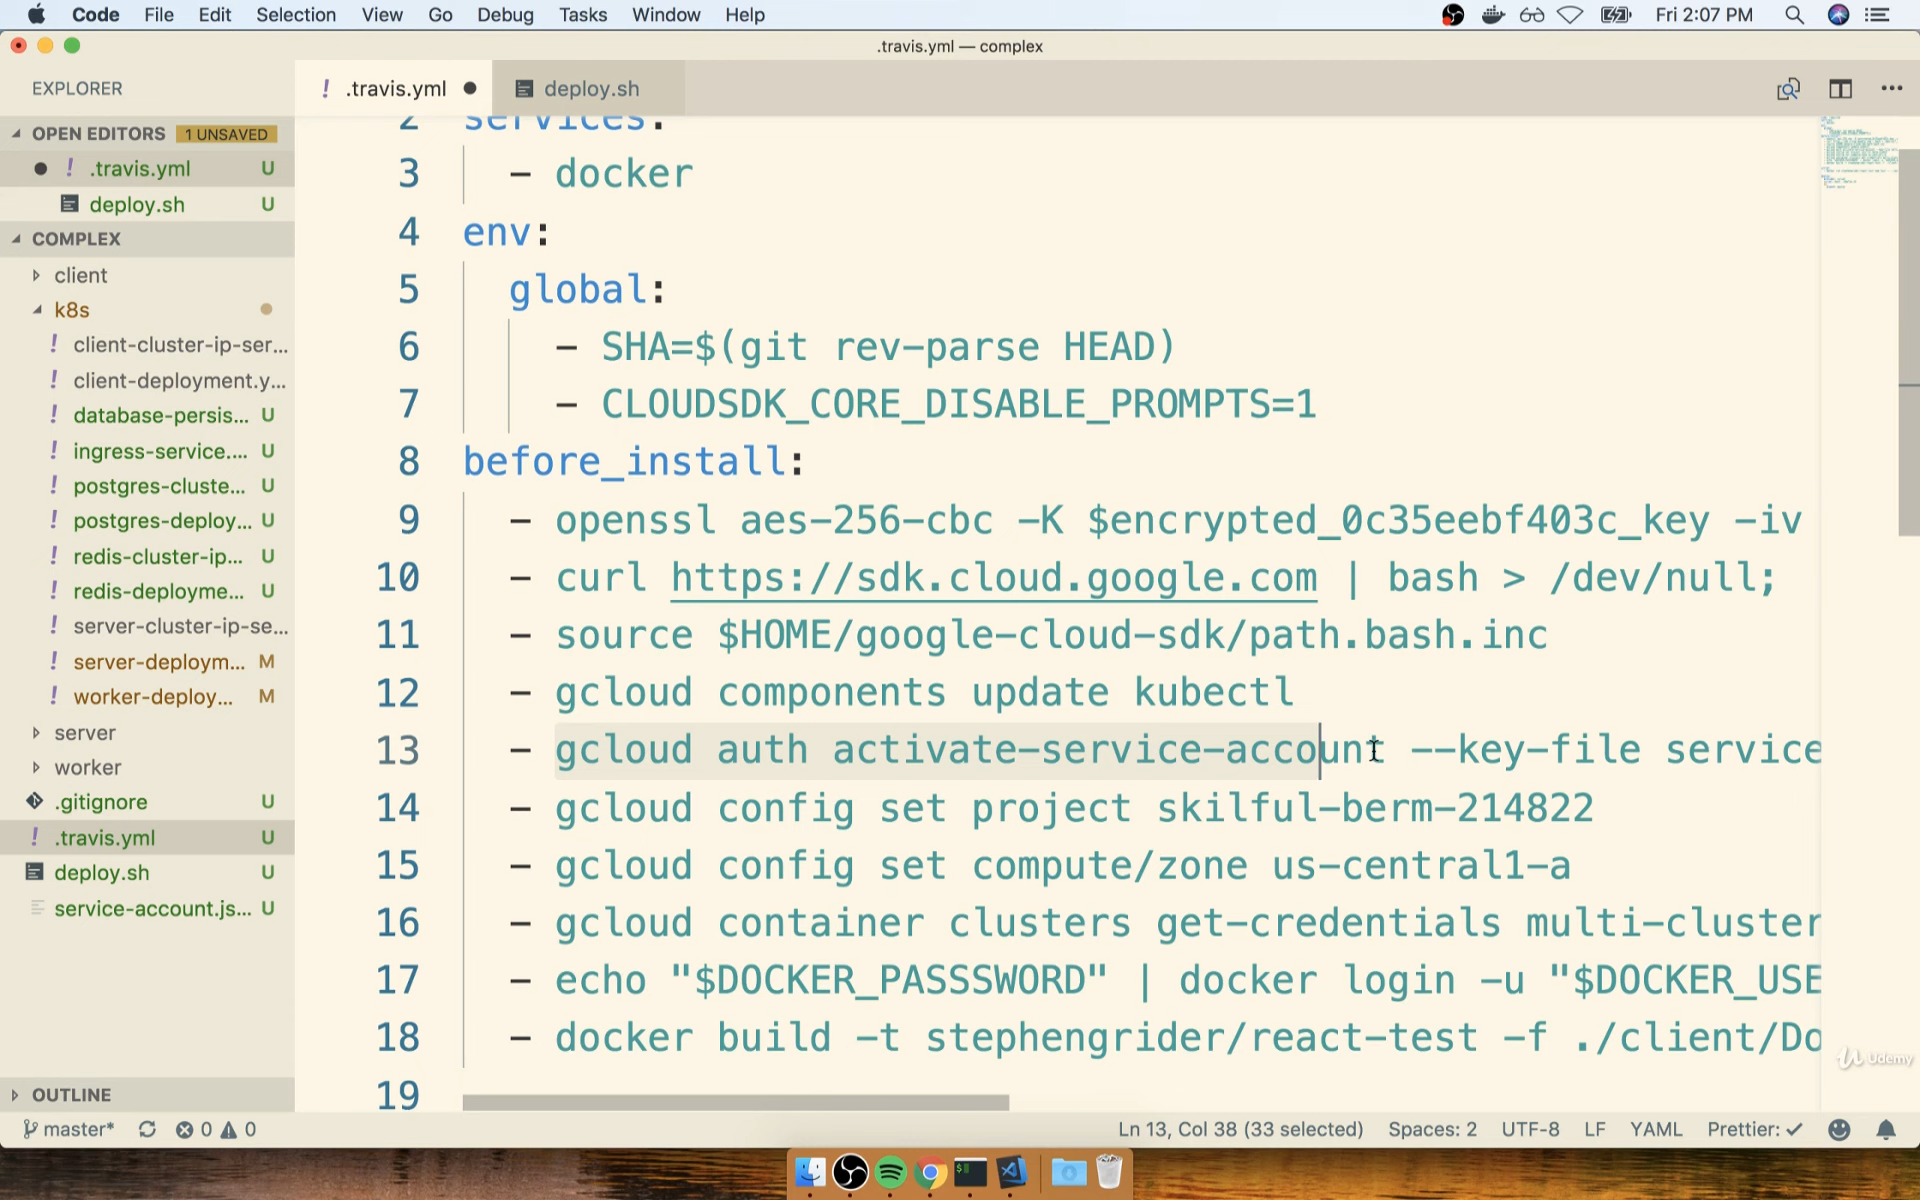 Code File Edit Selection View Go Debug Tasks Window Help Fri 2:07 PM
.travis.yml — complex
EXPLORER
! .travis.yml ● deploy.sh
OPEN EDITORS 1 UNSAVED
● ! .travis.yml U
deploy.sh U
COMPLEX
client
k8s
! client-cluster-ip-ser...
! client-deployment.y...
! database-persis... U
! ingress-service.... U
! postgres-cluste... U
! postgres-deploy... U
! redis-cluster-ip... U
! redis-deployme... U
! server-cluster-ip-se...
! server-deploym... M
! worker-deploy... M
server
worker
.gitignore U
! .travis.yml U
deploy.sh U
service-account.js... U
OUTLINE
2 services:
3 - docker
4 env:
5 global:
6 - SHA=$(git rev-parse HEAD)
7 - CLOUDSDK_CORE_DISABLE_PROMPTS=1
8 before_install:
9 - openssl aes-256-cbc -K $encrypted_0c35eebf403c_key -iv
10 - curl https://sdk.cloud.google.com | bash > /dev/null;
11 - source $HOME/google-cloud-sdk/path.bash.inc
12 - gcloud components update kubectl
13 - gcloud auth activate-service-account --key-file service
14 - gcloud config set project skilful-berm-214822
15 - gcloud config set compute/zone us-central1-a
16 - gcloud container clusters get-credentials multi-cluster
17 - echo "$DOCKER_PASSSWORD" | docker login -u "$DOCKER_USE
18 - docker build -t stephengrider/react-test -f ./client/Do
19
Udemy
master* 0 0 Ln 13, Col 38 (33 selected) Spaces: 2 UTF-8 LF YAML Prettier: ✓